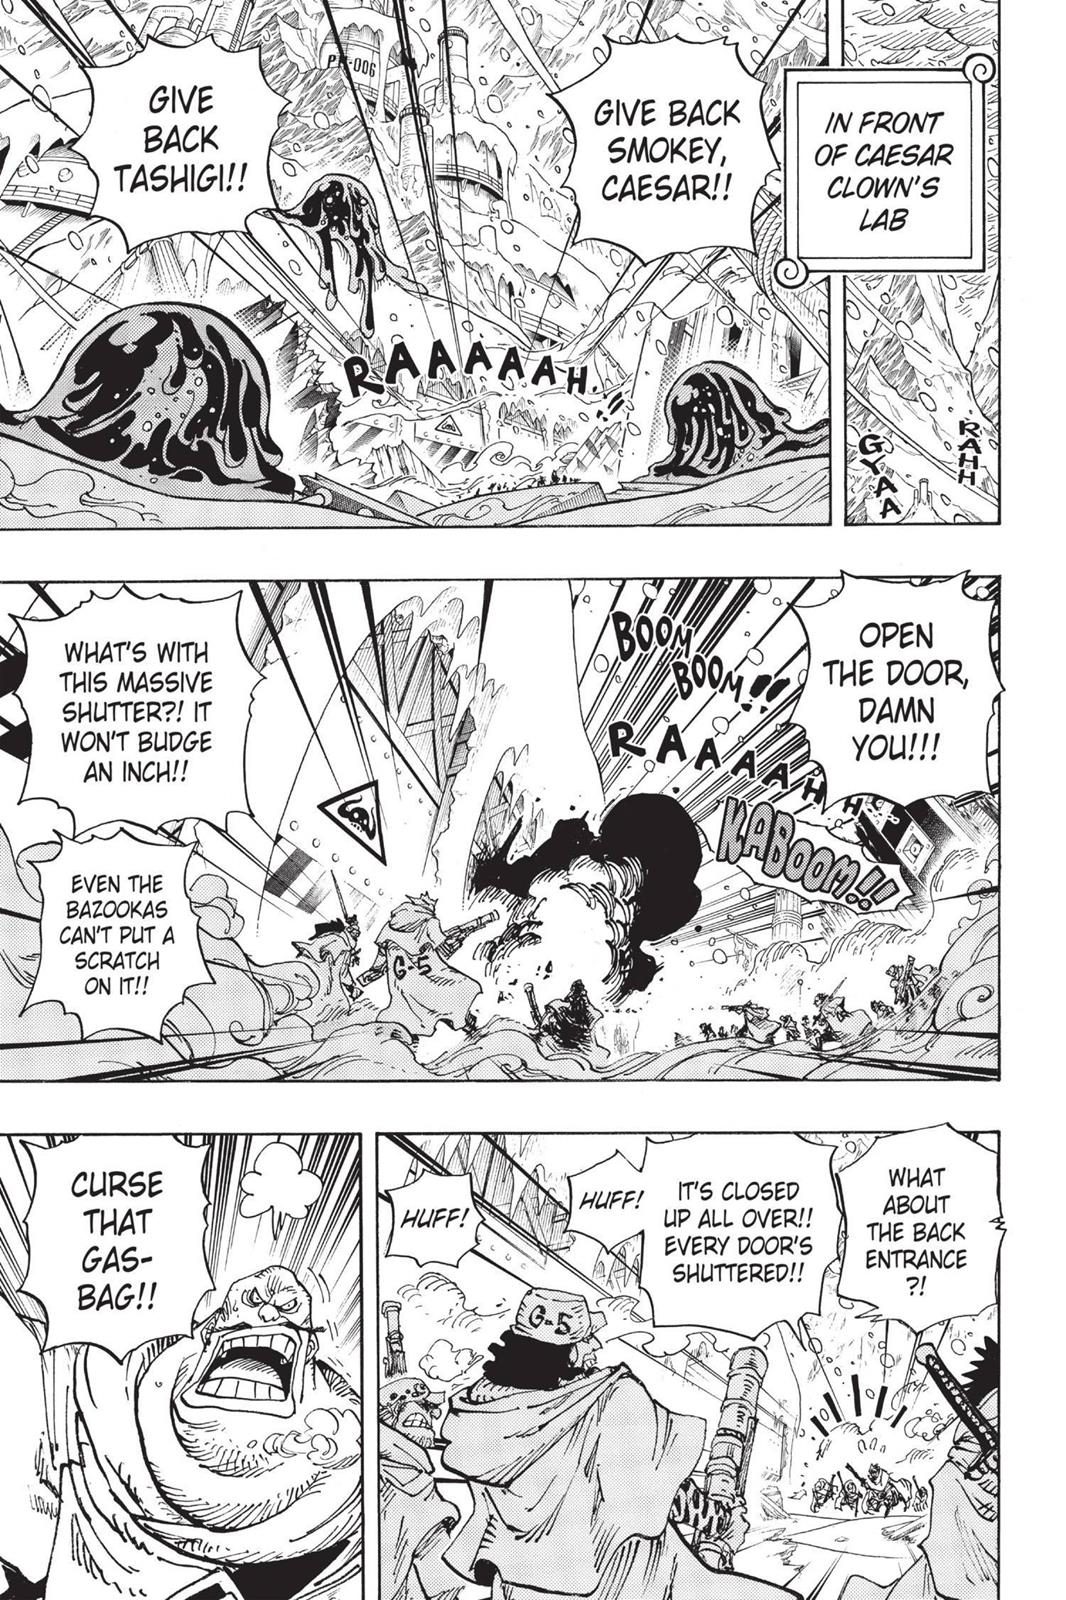 IN FRONT
OF CAESAR
CLOWN'S
LAB
RAHH
GYAA
GIVE BACK
SMOKEY,
CAESAR!!
GIVE
BACK
TASHIGI!!
PH-006
RAAAAAAH..!!
OPEN
THE DOOR,
DAMN
YOU!!!
BOOM
BOOM!!
RAAAAHH
KABOOM!!
WHAT'S WITH
THIS MASSIVE
SHUTTER?! IT
WON'T BUDGE
AN INCH!!
EVEN THE
BAZOOKAS
CAN'T PUT A
SCRATCH
ON IT!!
G-5
WHAT
ABOUT
THE BACK
ENTRANCE
?!
IT'S CLOSED
UP ALL OVER!!
EVERY DOOR'S
SHUTTERED!!
HUFF!
HUFF!
G-5
CURSE
THAT
GAS-
BAG!!